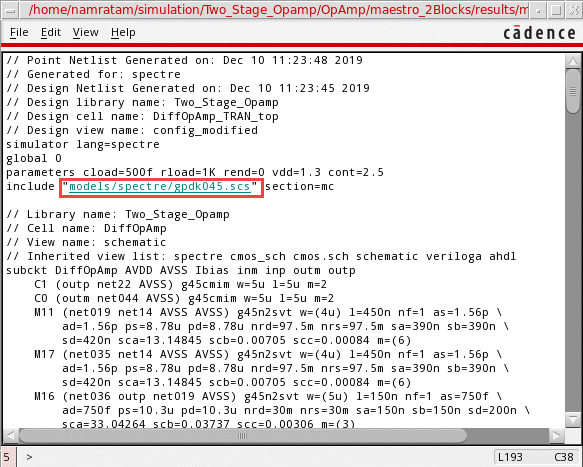 /home/namratam/simulation/Two_Stage_Opamp/OpAmp/maestro_2Blocks/results/m
File Edit View Help cādence
// Point Netlist Generated on: Dec 10 11:23:48 2019
// Generated for: spectre
// Design Netlist Generated on: Dec 10 11:23:45 2019
// Design library name: Two_Stage_Opamp
// Design cell name: DiffOpAmp_TRAN_top
// Design view name: config_modified
simulator lang=spectre
global 0
parameters cload=500f rload=1K rend=0 vdd=1.3 cont=2.5
include "models/spectre/gpdk045.scs" section=mc
// Library name: Two_Stage_Opamp
// Cell name: DiffOpAmp
// View name: schematic
// Inherited view list: spectre cmos_sch cmos.sch schematic veriloga ahdl
subckt DiffOpAmp AVDD AVSS Ibias inm inp outm outp
C1 (outp net22 AVSS) g45cmim w=5u l=5u m=2
C0 (outm net044 AVSS) g45cmim w=5u l=5u m=2
M11 (net019 net14 AVSS AVSS) g45n2svt w=(4u) l=450n nf=1 as=1.56p \
ad=1.56p ps=8.78u pd=8.78u nrd=97.5m nrs=97.5m sa=390n sb=390n \
sd=420n sca=13.14845 scb=0.00705 scc=0.00084 m=(6)
M17 (net035 net14 AVSS AVSS) g45n2svt w=(4u) l=450n nf=1 as=1.56p \
ad=1.56p ps=8.78u pd=8.78u nrd=97.5m nrs=97.5m sa=390n sb=390n \
sd=420n sca=13.14845 scb=0.00705 scc=0.00084 m=(6)
M16 (net036 outp net019 AVSS) g45n2svt w=(5u) l=150n nf=1 as=750f \
ad=750f ps=10.3u pd=10.3u nrd=30m nrs=30m sa=150n sb=150n sd=200n \
sca=33.04264 scb=0.03737 scc=0.00306 m=(3)
5 > L193 C38